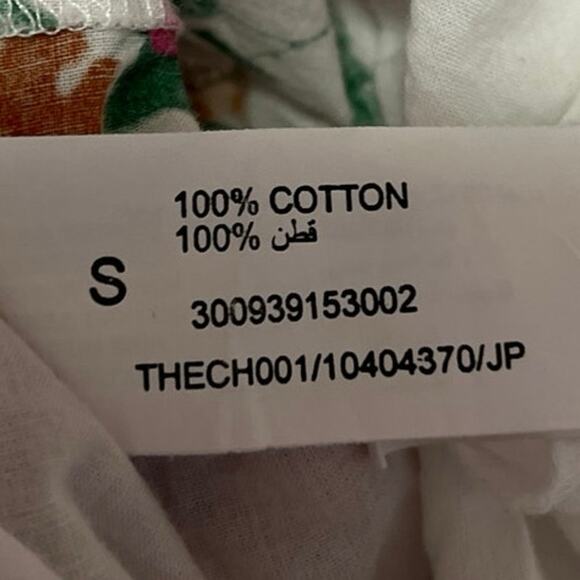 100% COTTON
100% قطن
S
300939153002
THECH001/10404370/JP